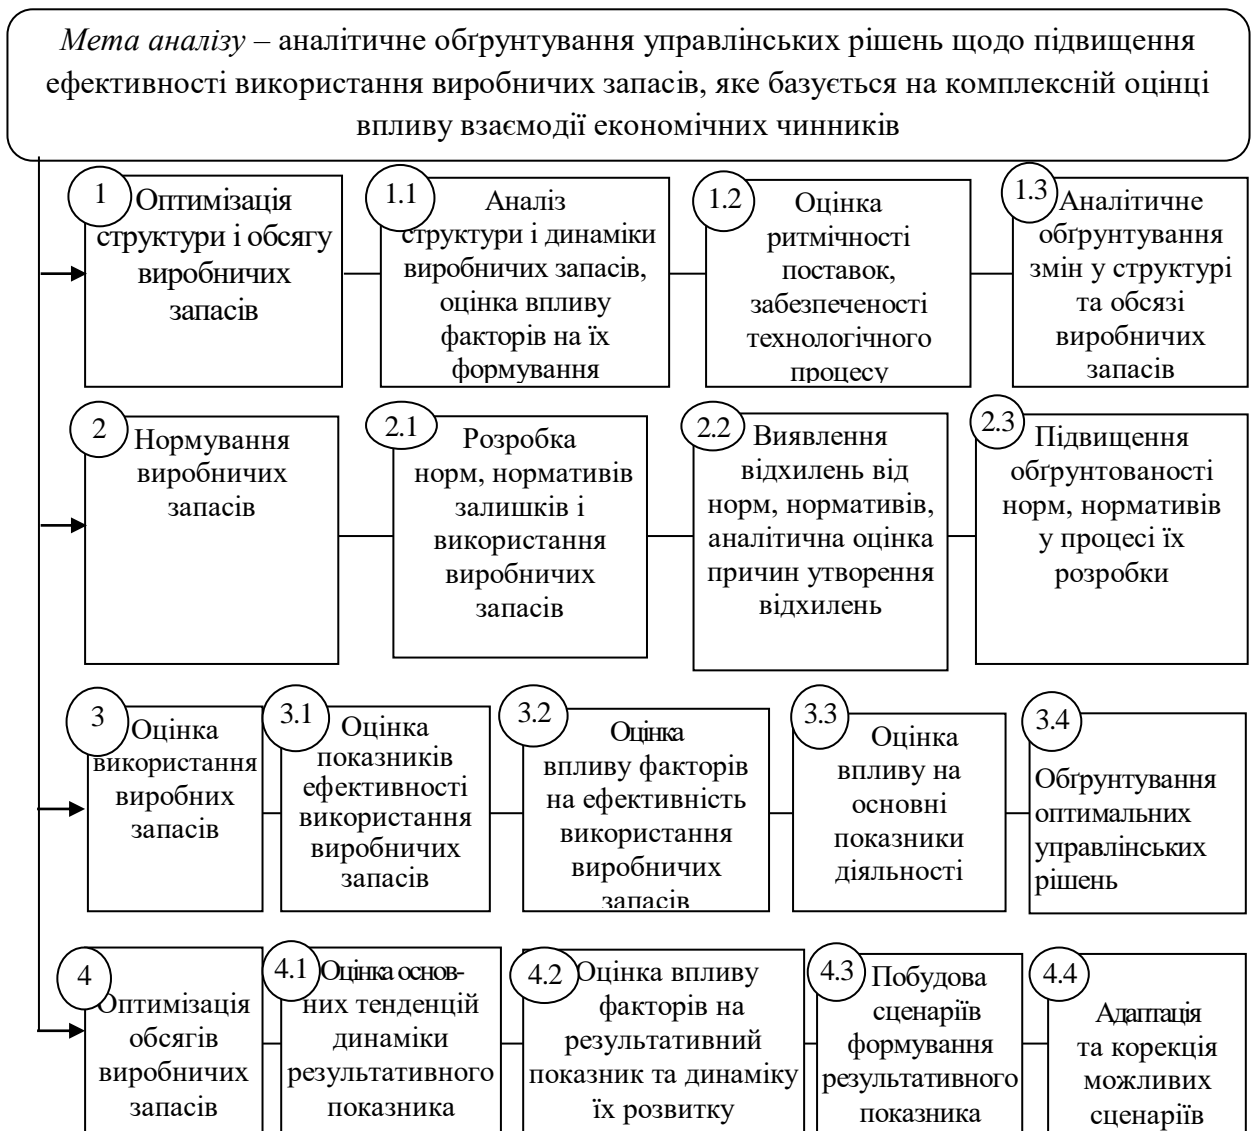 Мета аналізу – аналітичне обґрунтування управлінських рішень щодо підвищення
ефективності використання виробничих запасів, яке базується на комплексній оцінці
впливу взаємодії економічних чинників
1
Оптимізація
структури і обсягу
виробничих
запасів
1.1
Аналіз
структури і динаміки
виробничих запасів,
оцінка впливу
факторів на їх
формування
1.2
Оцінка
ритмічності
поставок,
забезпеченості
технологічного
процесу
1.3
Аналітичне
обґрунтування
змін у структурі
та обсязі
виробничих
запасів
2
Нормування
виробничих
запасів
2.1
Розробка
норм, нормативів
залишків і
використання
виробничих
запасів
2.2
Виявлення
відхилень від
норм, нормативів,
аналітична оцінка
причин утворення
відхилень
2.3
Підвищення
обґрунтованості
норм, нормативів
у процесі їх
розробки
3
Оцінка
використання
виробних
запасів
3.1
Оцінка
показників
ефективності
використання
виробничих
запасів
3.2
Оцінка
впливу факторів
на ефективність
використання
виробничих
запасів
3.3
Оцінка
впливу на
основні
показники
діяльності
3.4
Обґрунтування
оптимальних
управлінських
рішень
4
Оптимізація
обсягів
виробничих
запасів
4.1
Оцінка основ-
них тенденцій
динаміки
результативного
показника
4.2
Оцінка впливу
факторів на
результативний
показник та динаміку
їх розвитку
4.3
Побудова
сценаріїв
формування
результативного
показника
4.4
Адаптація
та корекція
можливих
сценаріїв